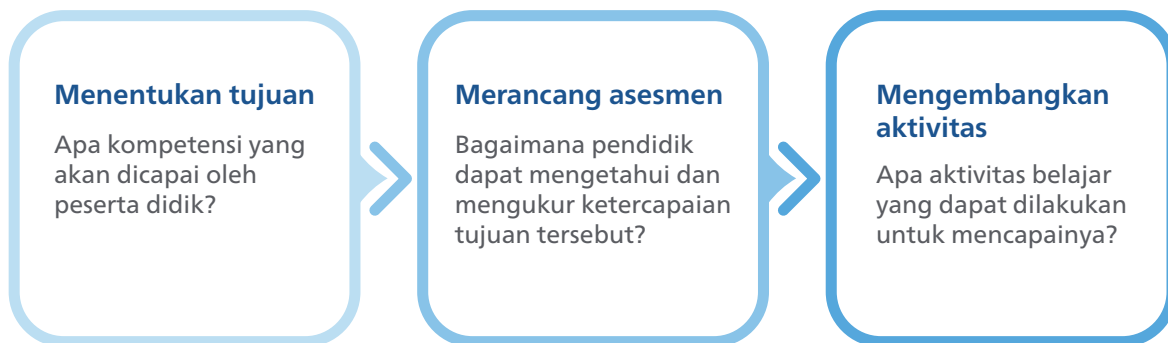 Menentukan tujuan
Apa kompetensi yang
akan dicapai oleh
peserta didik?
Merancang asesmen
Bagaimana pendidik
dapat mengetahui dan
mengukur ketercapaian
tujuan tersebut?
Mengembangkan
aktivitas
Apa aktivitas belajar
yang dapat dilakukan
untuk mencapainya?